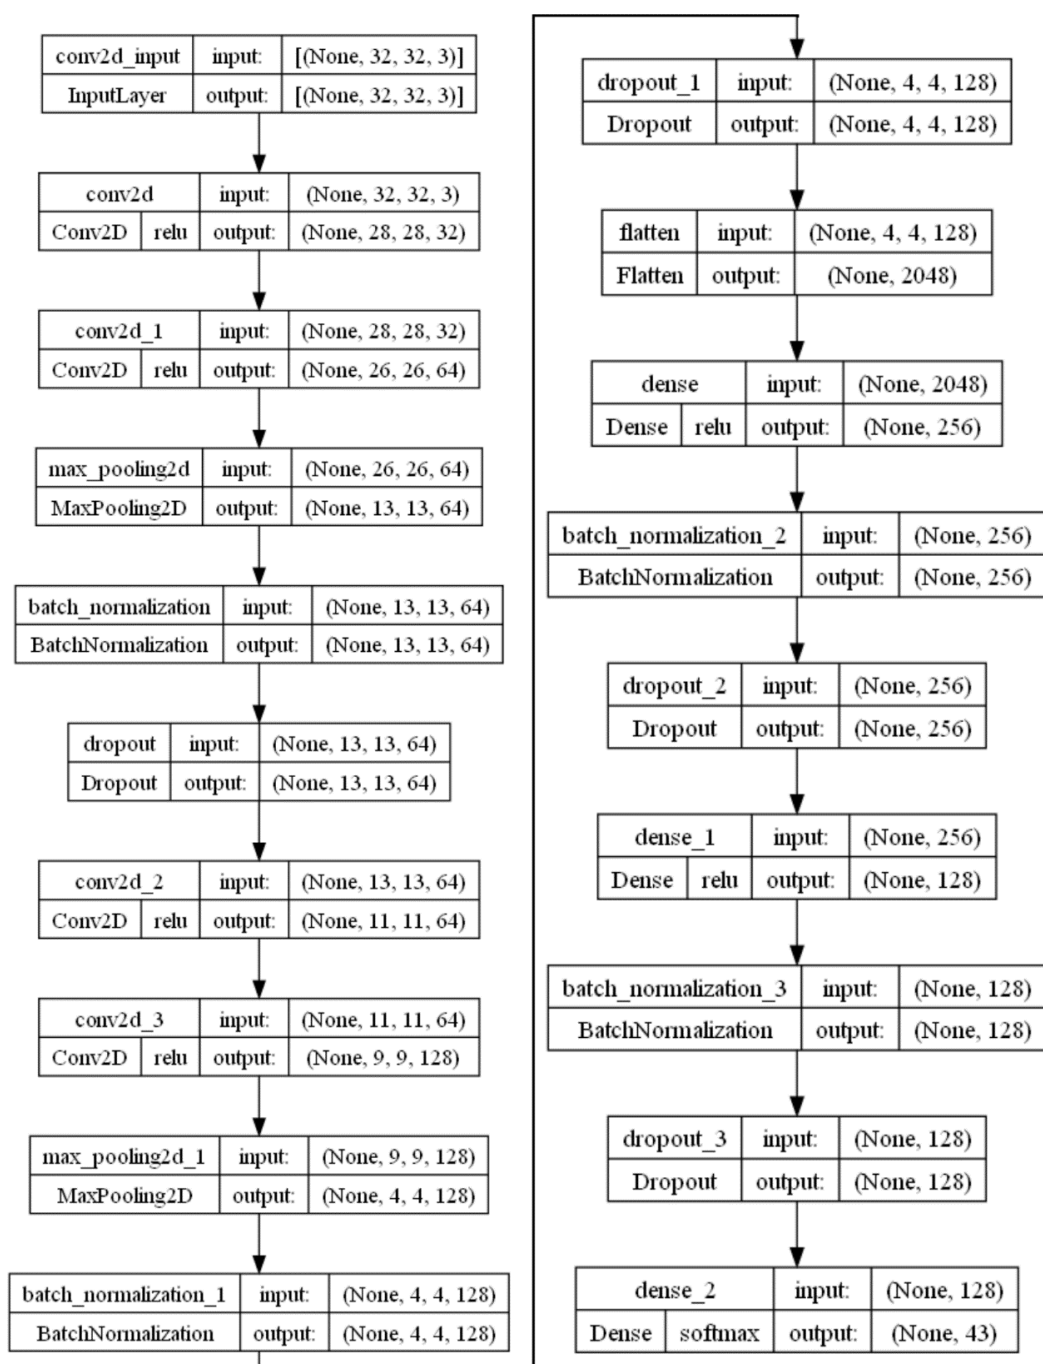 conv2d_input input: [(None, 32, 32, 3)]
InputLayer output: [(None, 32, 32, 3)]
conv2d input: (None, 32, 32, 3)
Conv2D relu output: (None, 28, 28, 32)
conv2d_1 input: (None, 28, 28, 32)
Conv2D relu output: (None, 26, 26, 64)
max_pooling2d input: (None, 26, 26, 64)
MaxPooling2D output: (None, 13, 13, 64)
batch_normalization input: (None, 13, 13, 64)
BatchNormalization output: (None, 13, 13, 64)
dropout input: (None, 13, 13, 64)
Dropout output: (None, 13, 13, 64)
conv2d_2 input: (None, 13, 13, 64)
Conv2D relu output: (None, 11, 11, 64)
conv2d_3 input: (None, 11, 11, 64)
Conv2D relu output: (None, 9, 9, 128)
max_pooling2d_1 input: (None, 9, 9, 128)
MaxPooling2D output: (None, 4, 4, 128)
batch_normalization_1 input: (None, 4, 4, 128)
BatchNormalization output: (None, 4, 4, 128)
dropout_1 input: (None, 4, 4, 128)
Dropout output: (None, 4, 4, 128)
flatten input: (None, 4, 4, 128)
Flatten output: (None, 2048)
dense input: (None, 2048)
Dense relu output: (None, 256)
batch_normalization_2 input: (None, 256)
BatchNormalization output: (None, 256)
dropout_2 input: (None, 256)
Dropout output: (None, 256)
dense_1 input: (None, 256)
Dense relu output: (None, 128)
batch_normalization_3 input: (None, 128)
BatchNormalization output: (None, 128)
dropout_3 input: (None, 128)
Dropout output: (None, 128)
dense_2 input: (None, 128)
Dense softmax output: (None, 43)